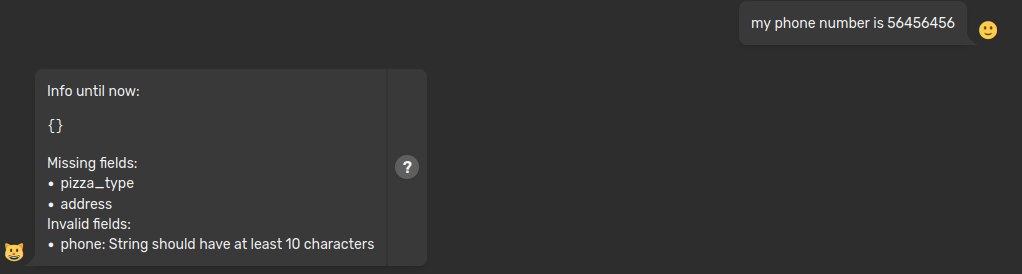 my phone number is 56456456
Info until now:
{}
Missing fields:
• pizza_type
• address
Invalid fields:
• phone: String should have at least 10 characters
?